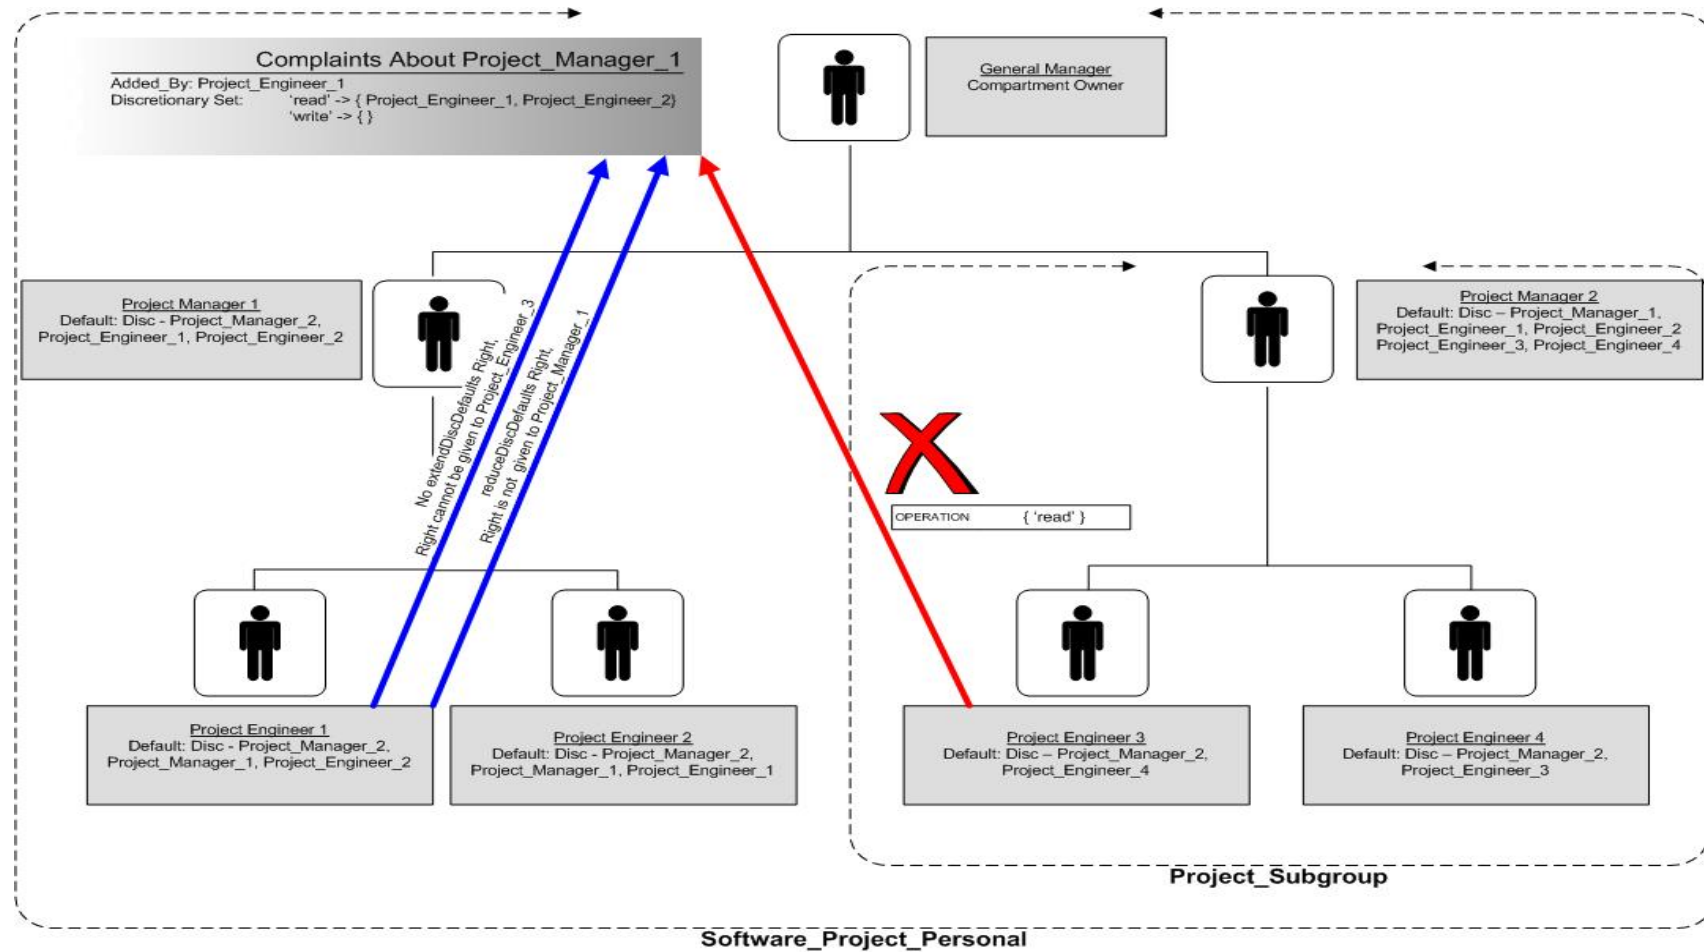 Complaints About Project_Manager_1
Added_By: Project_Engineer_1
Discretionary Set: 'read' -> { Project_Engineer_1, Project_Engineer_2}
'write' -> { }
General Manager
Compartment Owner
Project Manager 1
Default: Disc - Project_Manager_2,
Project_Engineer_1, Project_Engineer_2
Project Manager 2
Default: Disc – Project_Manager_1,
Project_Engineer_1, Project_Engineer_2
Project_Engineer_3, Project_Engineer_4
No extendDiscDefaults Right,
Right cannot be given to Project_Engineer_3
reduceDiscDefaults Right,
Right is not given to Project_Manager_1
OPERATION { 'read' }
Project Engineer 1
Default: Disc - Project_Manager_2,
Project_Manager_1, Project_Engineer_2
Project Engineer 2
Default: Disc - Project_Manager_2,
Project_Manager_1, Project_Engineer_1
Project Engineer 3
Default: Disc – Project_Manager_2,
Project_Engineer_4
Project Engineer 4
Default: Disc – Project_Manager_2,
Project_Engineer_3
Project_Subgroup
Software_Project_Personal